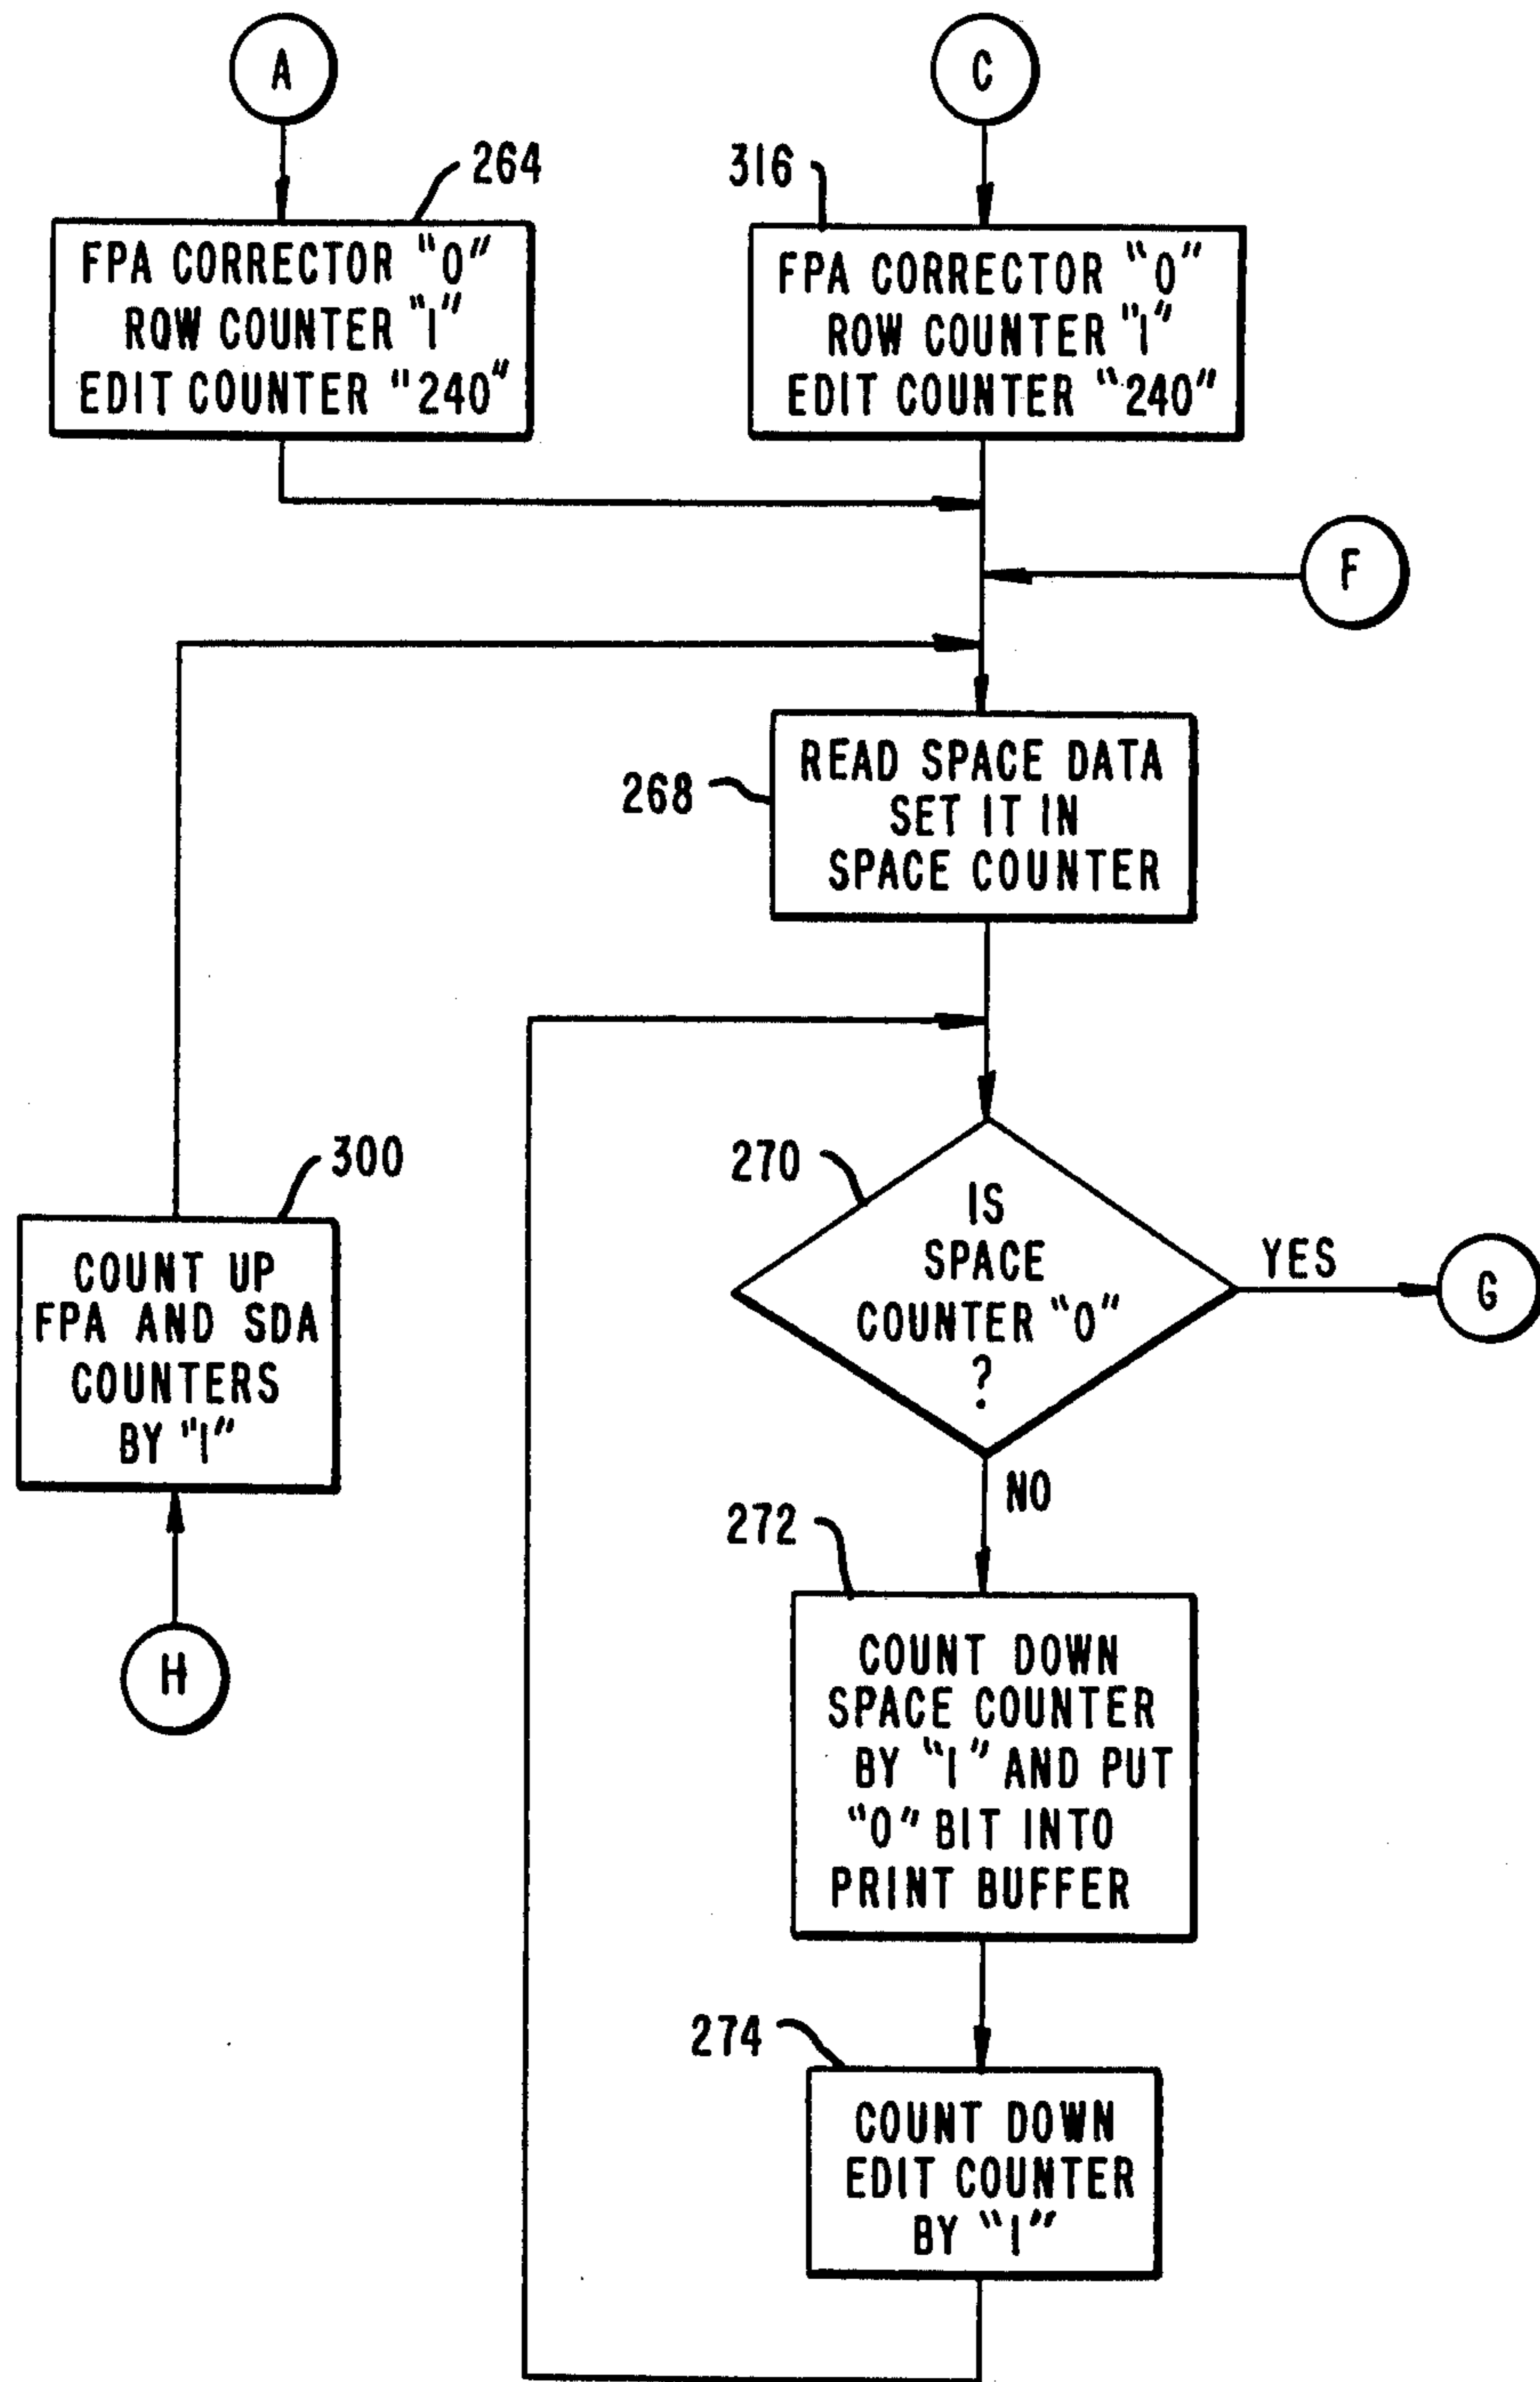 A
C
264
316
FPA CORRECTOR "0"
ROW COUNTER "1"
EDIT COUNTER "240"
FPA CORRECTOR "0"
ROW COUNTER "1"
EDIT COUNTER "240"
F
268
READ SPACE DATA
SET IT IN
SPACE COUNTER
300
COUNT UP
FPA AND SDA
COUNTERS
BY "1"
H
270
IS
SPACE
COUNTER "0"
?
YES
G
NO
272
COUNT DOWN
SPACE COUNTER
BY "1" AND PUT
"0" BIT INTO
PRINT BUFFER
274
COUNT DOWN
EDIT COUNTER
BY "1"